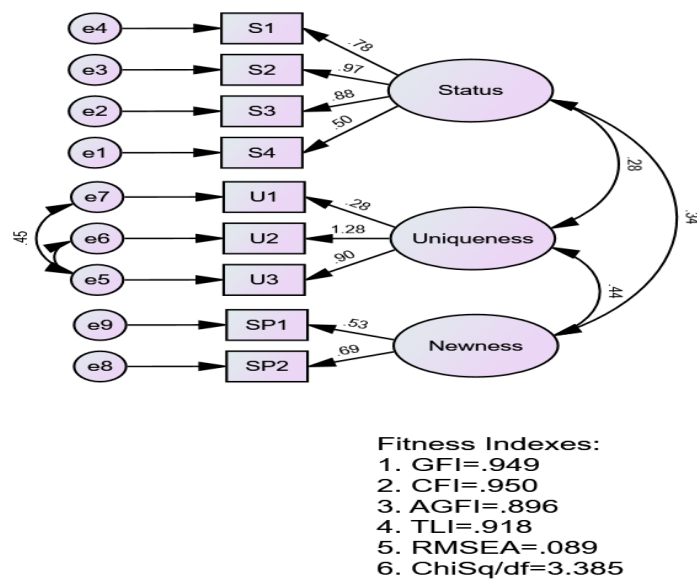 e4 S1 .78
e3 S2 .97
Status
e2 S3 .88
e1 S4 .50
.28
.34
e7 U1 .28
.45
e6 U2 1.28
Uniqueness
e5 U3 .90
.44
e9 SP1 .53
Newness
e8 SP2 .69
Fitness Indexes:
1. GFI=.949
2. CFI=.950
3. AGFI=.896
4. TLI=.918
5. RMSEA=.089
6. ChiSq/df=3.385